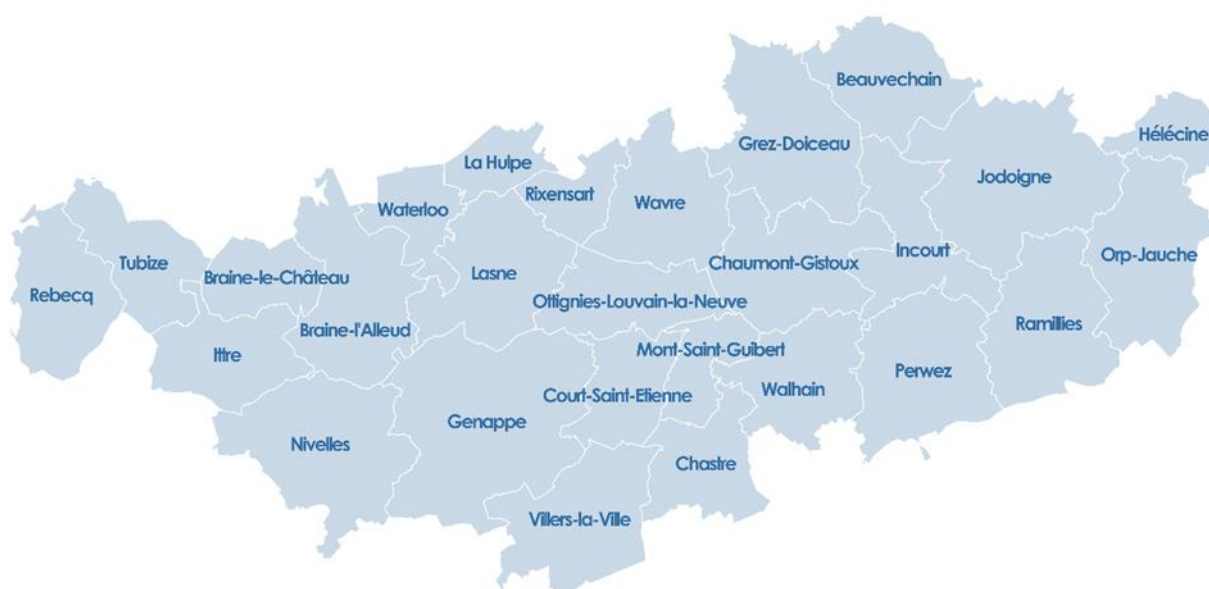 Beauvechain
Hélécine
Grez-Doiceau
La Hulpe
Jodoigne
Rixensart
Wavre
Waterloo
Incourt
Orp-Jauche
Tubize
Chaumont-Gistoux
Lasne
Braine-le-Château
Rebecq
Ottignies-Louvain-la-Neuve
Ramillies
Braine-l'Alleud
Mont-Saint-Guibert
Ittre
Perwez
Walhain
Court-Saint-Etienne
Genappe
Nivelles
Chastre
Villers-la-Ville